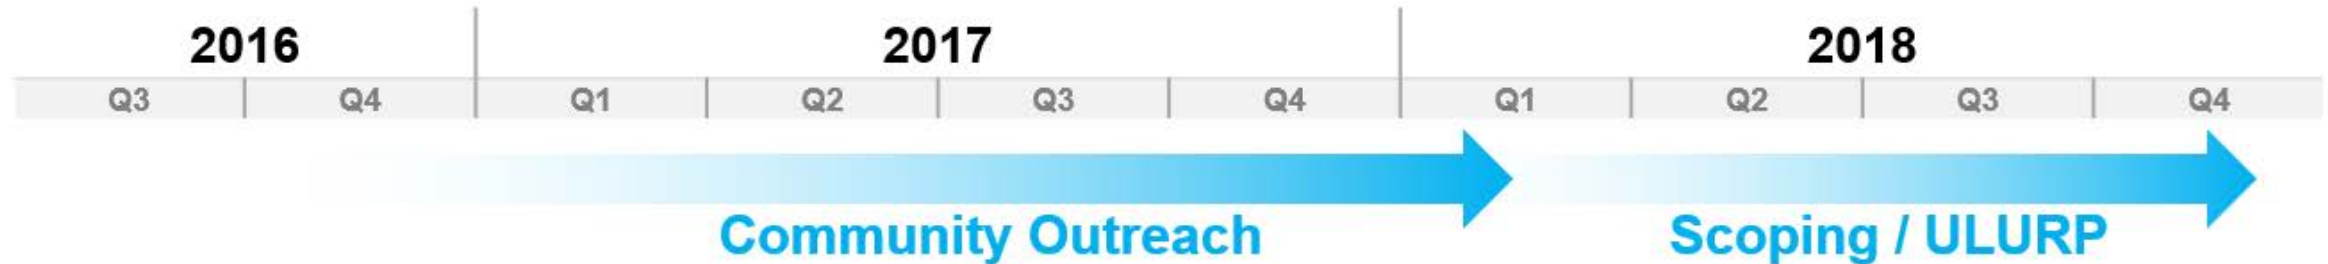 2016 2017 2018
Q3 Q4 Q1 Q2 Q3 Q4 Q1 Q2 Q3 Q4
Community Outreach Scoping / ULURP